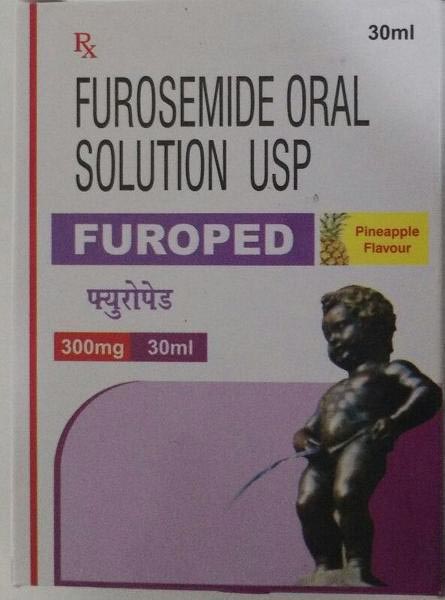 Rx
30ml
FUROSEMIDE ORAL
SOLUTION USP
FUROPED
Pineapple
Flavour
फ्युरोपेड
300mg 30ml